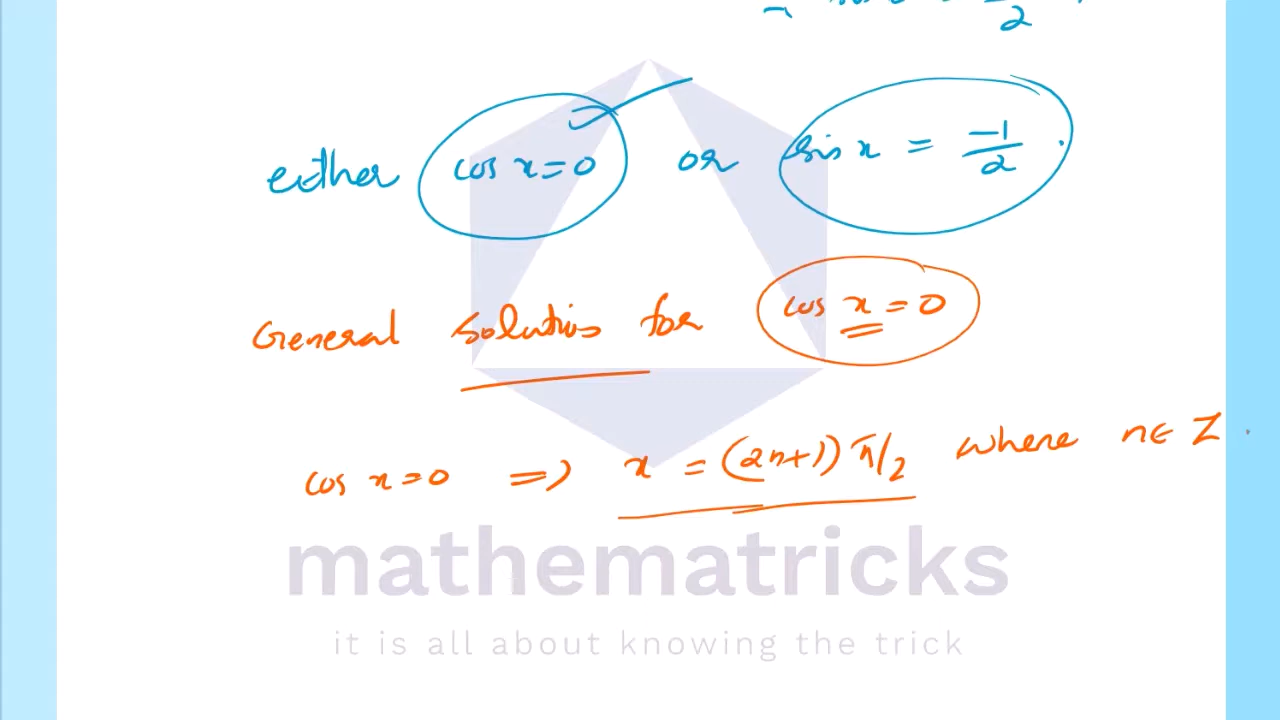 either cos x = 0 or sin x = -1/2 .
General solution for cos x = 0
cos x = 0 ⟹ x = (2n+1) π/2 where n ∈ Z
mathematricks
it is all about knowing the trick